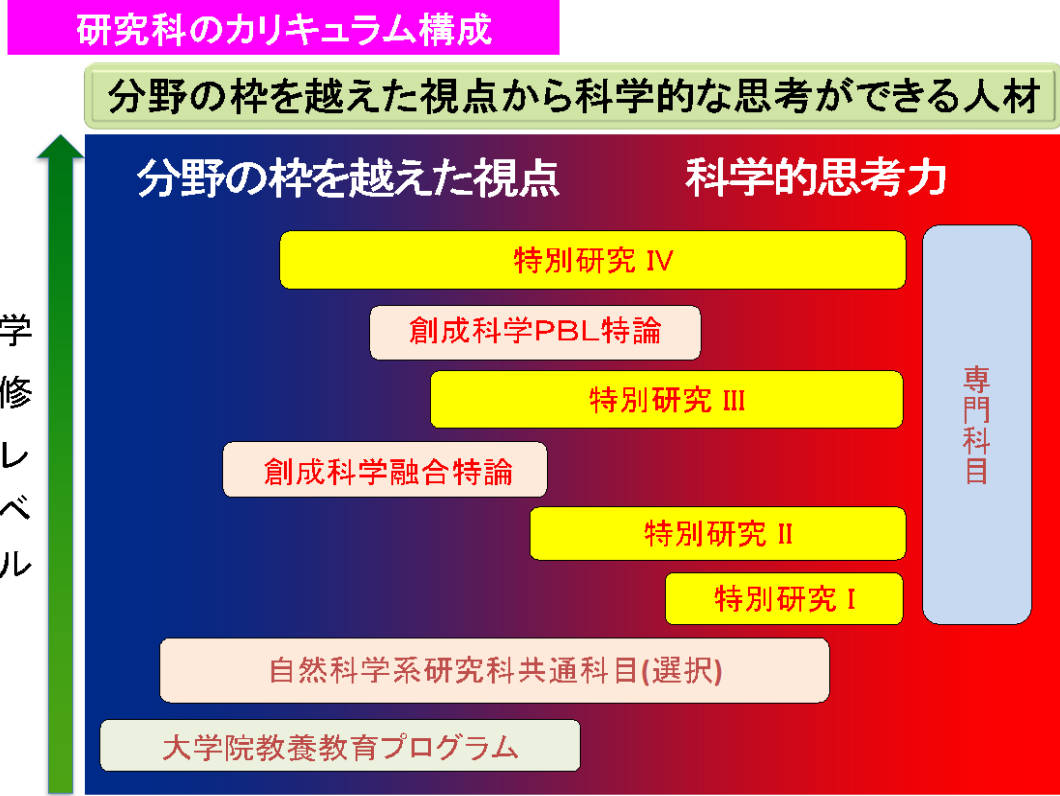 研究科のカリキュラム構成
分野の枠を越えた視点から科学的な思考ができる人材
分野の枠を越えた視点
科学的思考力
特別研究 IV
創成科学PBL特論
特別研究 III
創成科学融合特論
特別研究 II
特別研究 I
自然科学系研究科共通科目(選択)
大学院教養教育プログラム
専門科目
学修レベル